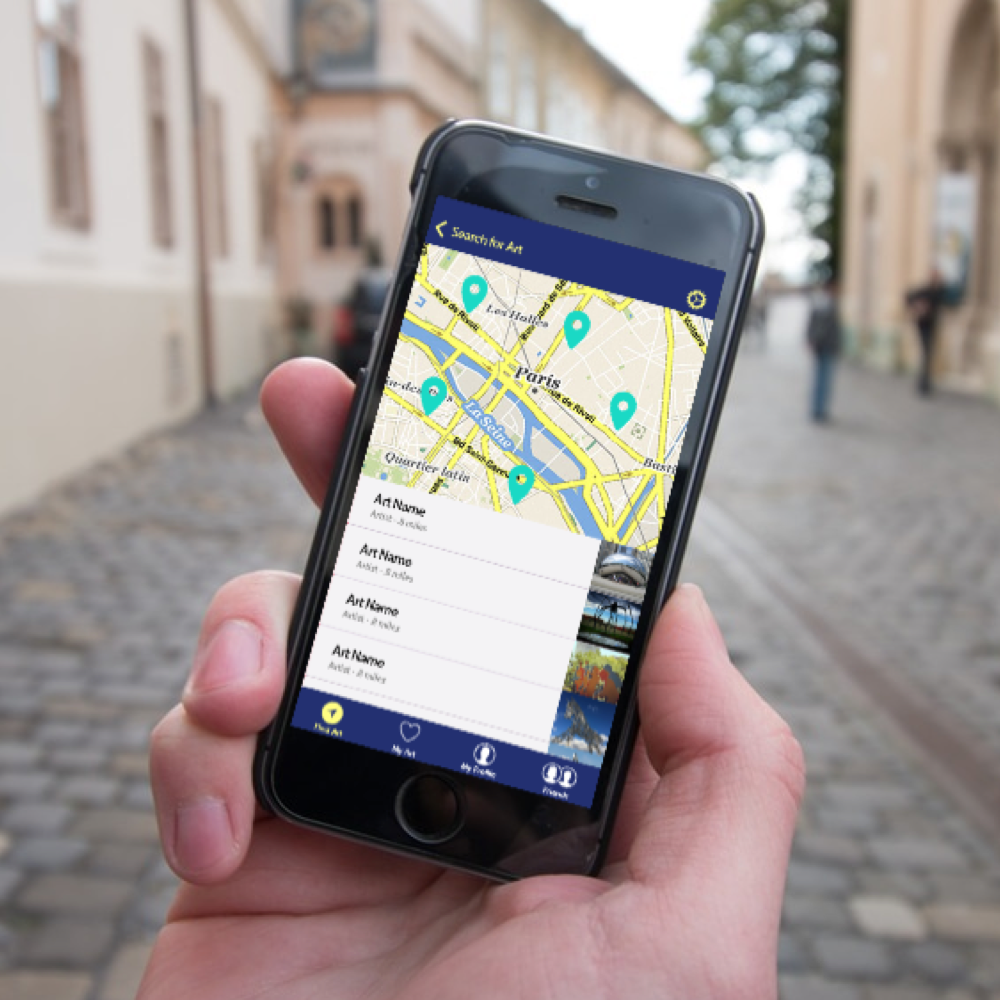 Search for Art
Rue de Rivoli
Les Halles
Paris
Rue de Rivoli
La Seine
Quartier latin
Art Name
Artist - .8 miles
Art Name
Artist - .8 miles
Art Name
Artist - .8 miles
Art Name
Artist - .8 miles
Find Art
My Art
My Profile
Friends